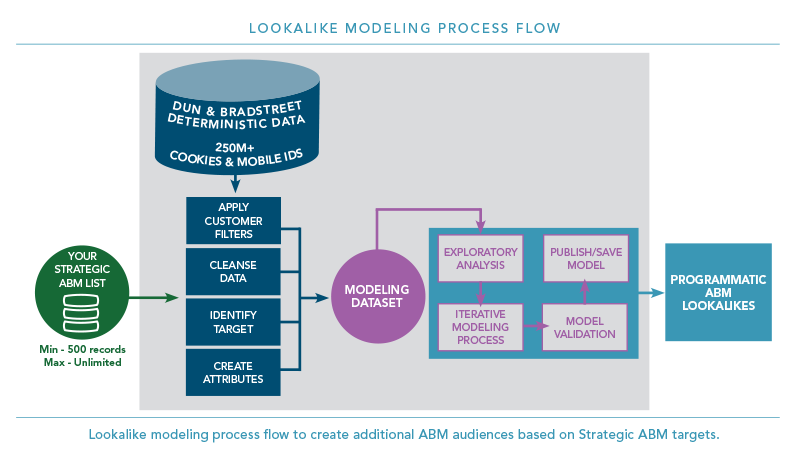 LOOKALIKE MODELING PROCESS FLOW
DUN & BRADSTREET
DETERMINISTIC DATA
250M+
COOKIES & MOBILE IDS
YOUR
STRATEGIC
ABM LIST
Min - 500 records
Max - Unlimited
APPLY
CUSTOMER
FILTERS
CLEANSE
DATA
IDENTIFY
TARGET
CREATE
ATTRIBUTES
MODELING
DATASET
EXPLORATORY
ANALYSIS
ITERATIVE
MODELING
PROCESS
MODEL
VALIDATION
PUBLISH/SAVE
MODEL
PROGRAMMATIC
ABM
LOOKALIKES
Lookalike modeling process flow to create additional ABM audiences based on Strategic ABM targets.